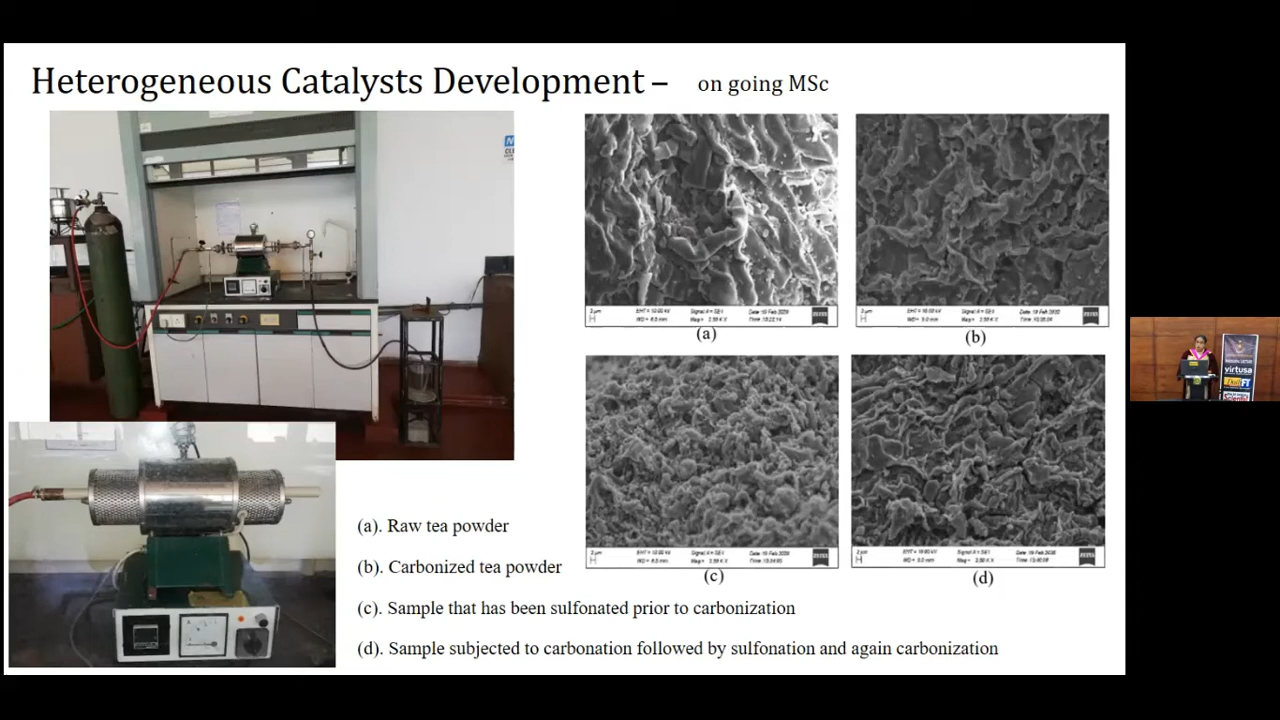 Heterogeneous Catalysts Development – on going MSc
(a)
(b)
(c)
(d)
(a). Raw tea powder
(b). Carbonized tea powder
(c). Sample that has been sulfonated prior to carbonization
(d). Sample subjected to carbonation followed by sulfonation and again carbonization
virtusa